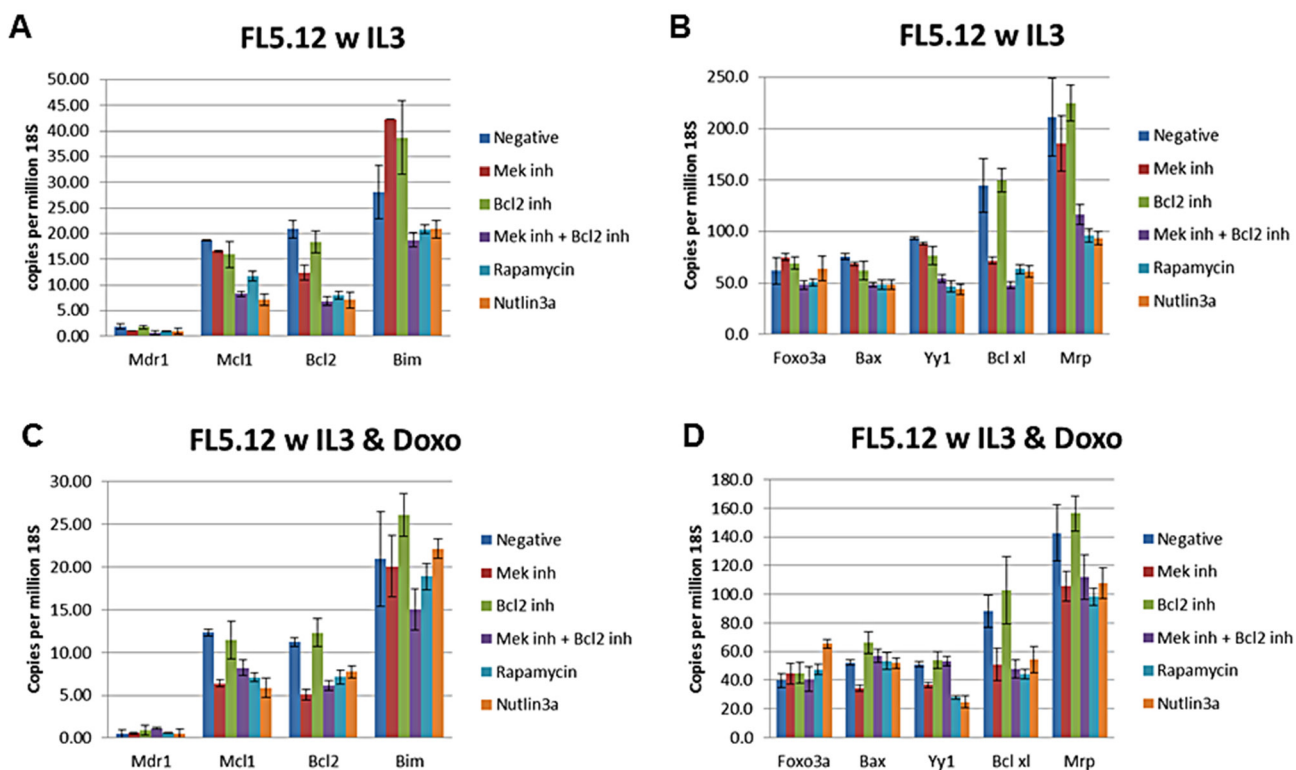 A
FL5.12 w IL3
copies per million 18S
50.00
45.00
40.00
35.00
30.00
25.00
20.00
15.00
10.00
5.00
0.00
Mdr1 Mcl1 Bcl2 Bim
Negative
Mek inh
Bcl2 inh
Mek inh + Bcl2 inh
Rapamycin
Nutlin3a
B
FL5.12 w IL3
Copies per million 18S
250.0
200.0
150.0
100.0
50.0
0.0
Foxo3a Bax Yy1 Bcl xl Mrp
Negative
Mek inh
Bcl2 inh
Mek inh + Bcl2 inh
Rapamycin
Nutlin3a
C
FL5.12 w IL3 & Doxo
Copies per million 18S
30.00
25.00
20.00
15.00
10.00
5.00
0.00
Mdr1 Mcl1 Bcl2 Bim
Negative
Mek inh
Bcl2 inh
Mek inh + Bcl2 inh
Rapamycin
Nutlin3a
D
FL5.12 w IL3 & Doxo
Copies per million 18S
180.0
160.0
140.0
120.0
100.0
80.0
60.0
40.0
20.0
0.0
Foxo3a Bax Yy1 Bcl xl Mrp
Negative
Mek inh
Bcl2 inh
Mek inh + Bcl2 inh
Rapamycin
Nutlin3a